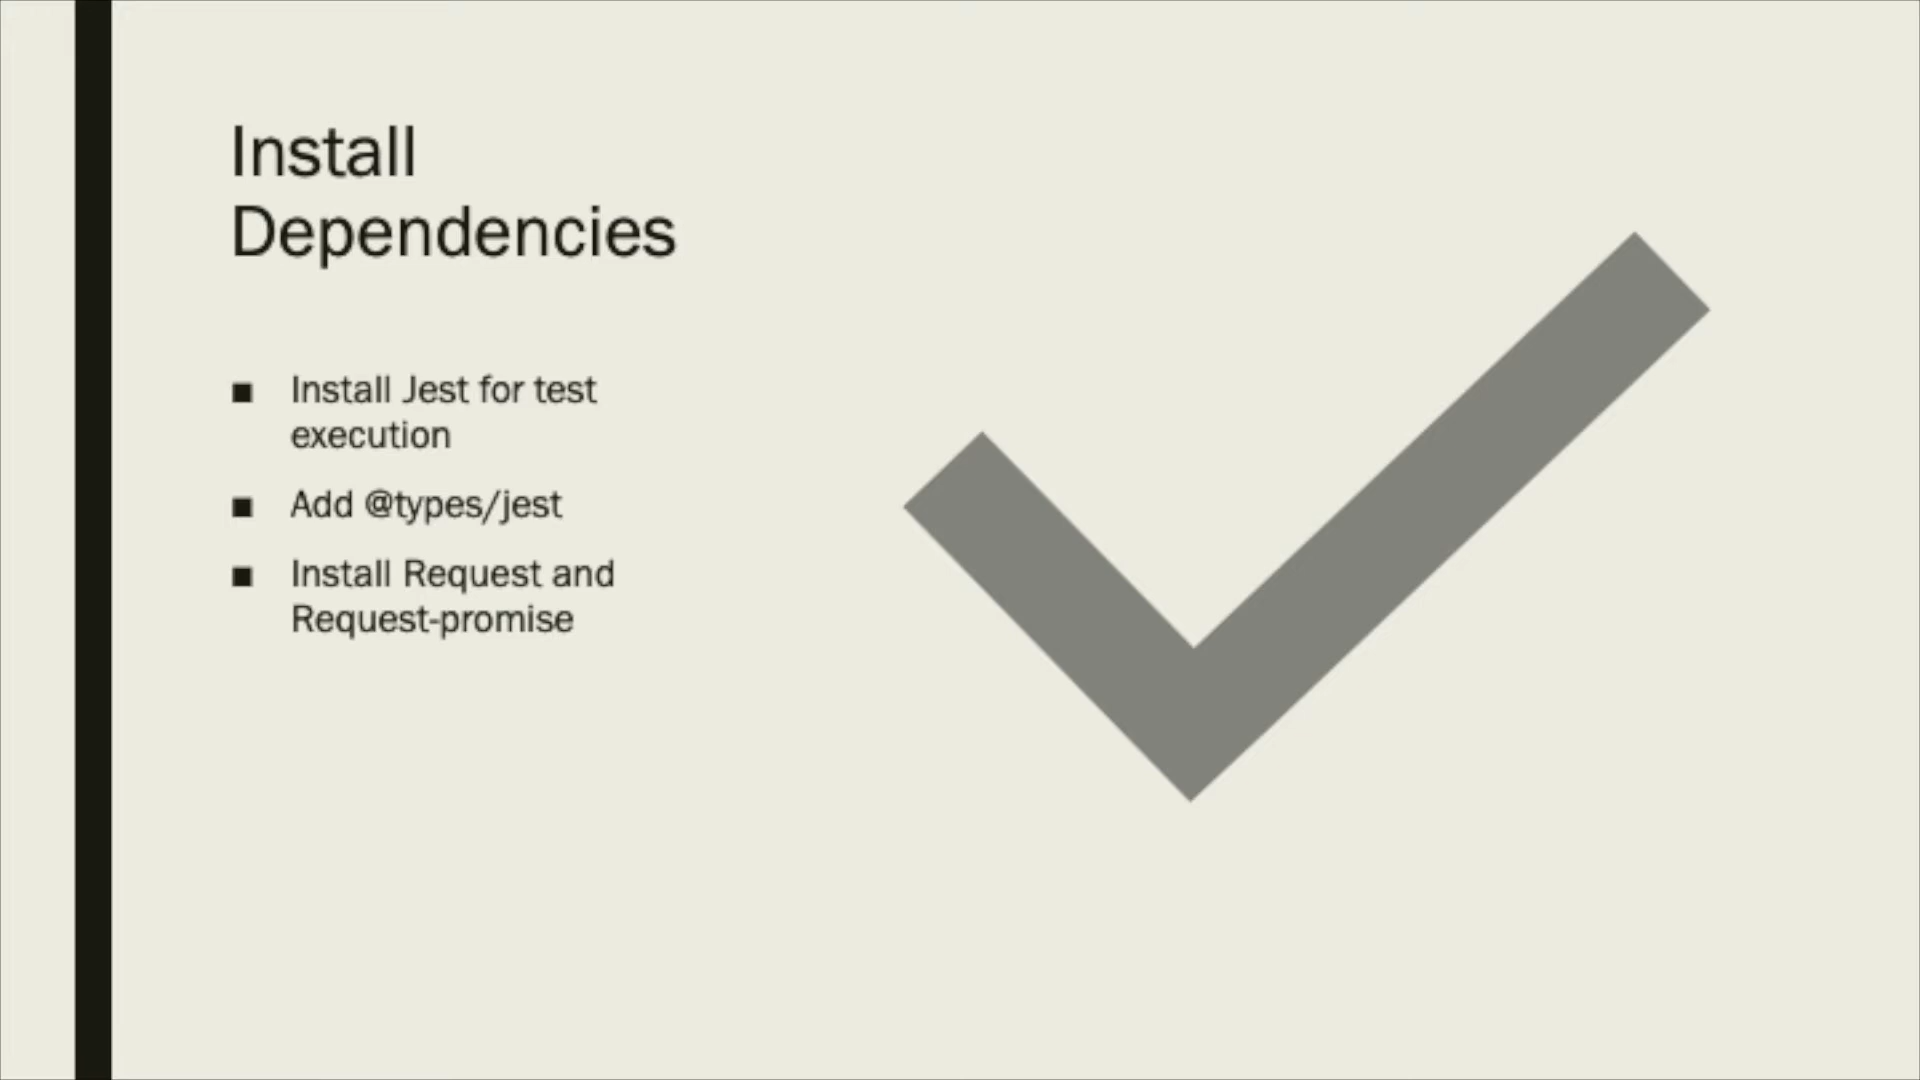 Install
Dependencies
■ Install Jest for test
execution
■ Add @types/jest
■ Install Request and
Request-promise